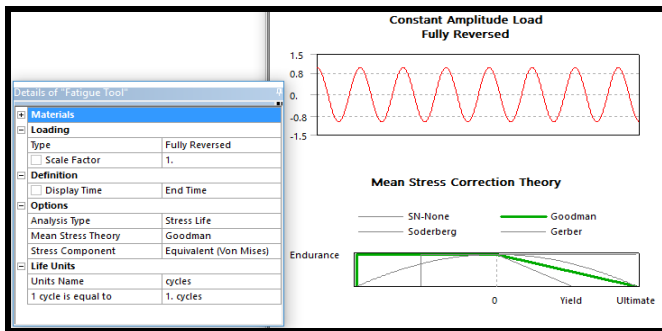 Constant Amplitude Load
Fully Reversed
1.5
0.8
0.
-0.8
-1.5
Details of "Fatigue Tool"
Materials
Loading
Type Fully Reversed
Scale Factor 1.
Definition
Display Time End Time
Options
Analysis Type Stress Life
Mean Stress Theory Goodman
Stress Component Equivalent (Von Mises)
Life Units
Units Name cycles
1 cycle is equal to 1. cycles
Mean Stress Correction Theory
SN-None Goodman
Soderberg Gerber
Endurance
0 Yield Ultimate